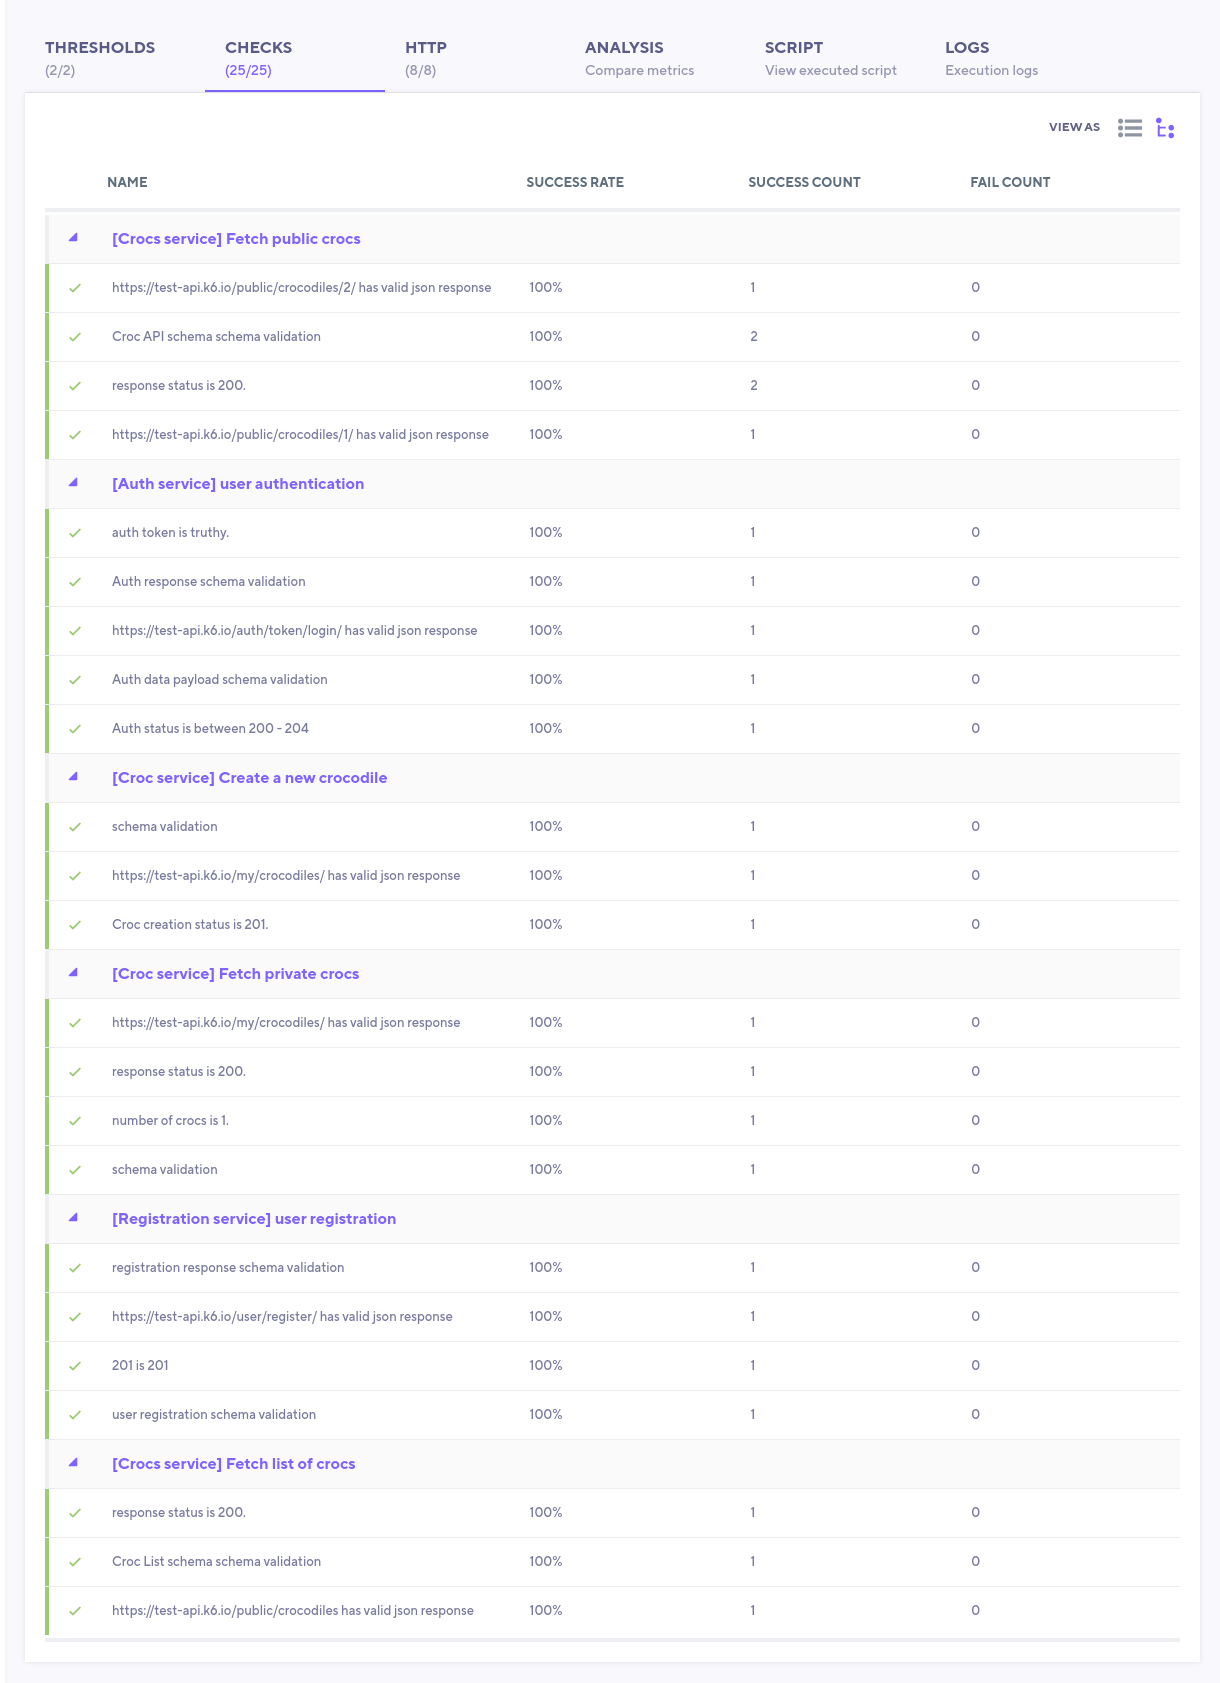 THRESHOLDS CHECKS HTTP ANALYSIS SCRIPT LOGS
(2/2) (25/25) (8/8) Compare metrics View executed script Execution logs
VIEW AS
NAME SUCCESS RATE SUCCESS COUNT FAIL COUNT
[Crocs service] Fetch public crocs
https://test-api.k6.io/public/crocodiles/2/ has valid json response 100% 1 0
Croc API schema schema validation 100% 2 0
response status is 200. 100% 2 0
https://test-api.k6.io/public/crocodiles/1/ has valid json response 100% 1 0
[Auth service] user authentication
auth token is truthy. 100% 1 0
Auth response schema validation 100% 1 0
https://test-api.k6.io/auth/token/login/ has valid json response 100% 1 0
Auth data payload schema validation 100% 1 0
Auth status is between 200 - 204 100% 1 0
[Croc service] Create a new crocodile
schema validation 100% 1 0
https://test-api.k6.io/my/crocodiles/ has valid json response 100% 1 0
Croc creation status is 201. 100% 1 0
[Croc service] Fetch private crocs
https://test-api.k6.io/my/crocodiles/ has valid json response 100% 1 0
response status is 200. 100% 1 0
number of crocs is 1. 100% 1 0
schema validation 100% 1 0
[Registration service] user registration
registration response schema validation 100% 1 0
https://test-api.k6.io/user/register/ has valid json response 100% 1 0
201 is 201 100% 1 0
user registration schema validation 100% 1 0
[Crocs service] Fetch list of crocs
response status is 200. 100% 1 0
Croc List schema schema validation 100% 1 0
https://test-api.k6.io/public/crocodiles has valid json response 100% 1 0